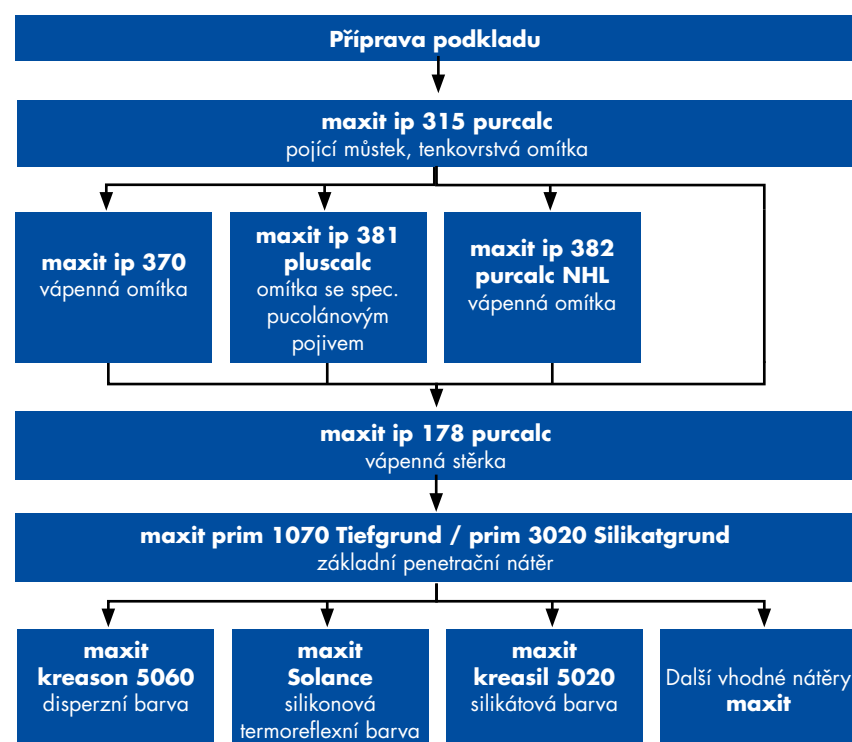 Příprava podkladu
maxit ip 315 purcalc
pojící můstek, tenkovrstvá omítka
maxit ip 370
vápenná omítka
maxit ip 381
pluscalc
omítka se spec.
pucolánovým
pojivem
maxit ip 382
purcalc NHL
vápenná omítka
maxit ip 178 purcalc
vápenná stěrka
maxit prim 1070 Tiefgrund / prim 3020 Silikatgrund
základní penetrační nátěr
maxit
kreason 5060
disperzní barva
maxit
Solance
silikonová
termoreflexní barva
maxit
kreasil 5020
silikátová barva
Další vhodné nátěry
maxit